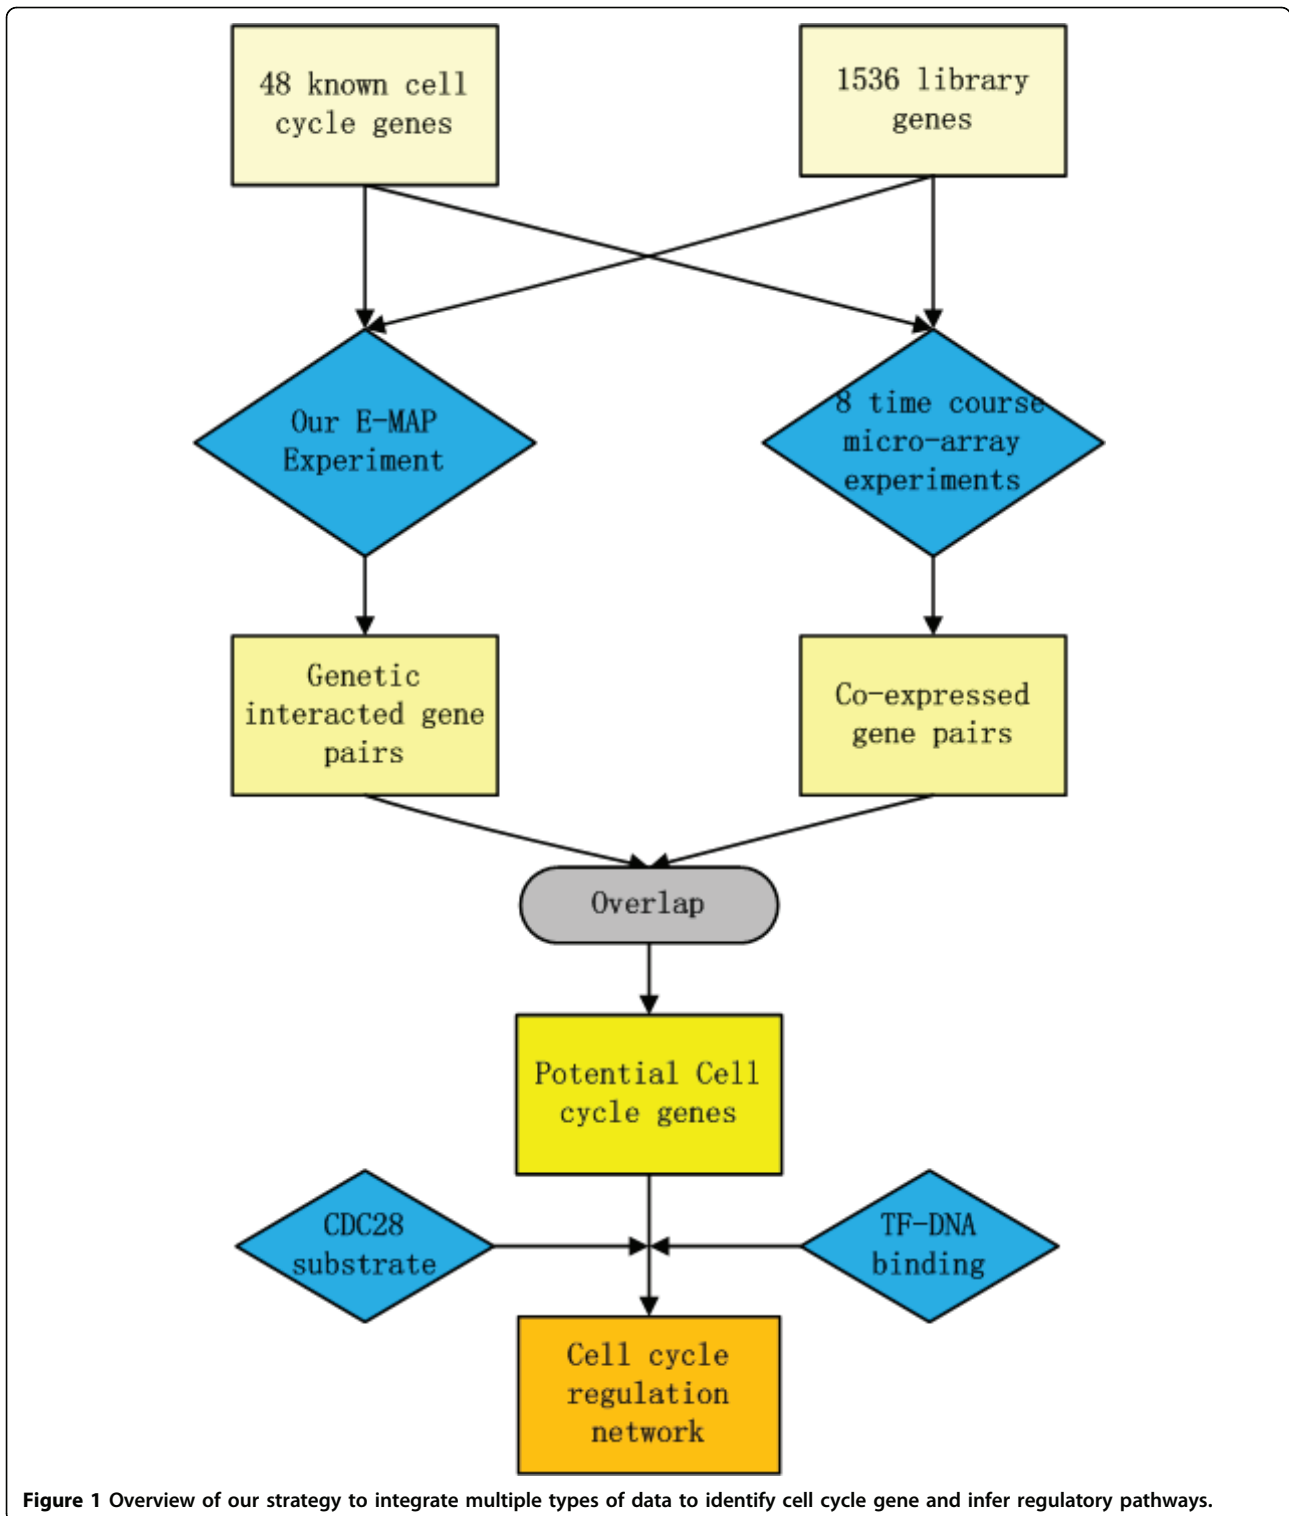 48 known cell
cycle genes
1536 library
genes
Our E-MAP
Experiment
8 time course
micro-array
experiments
Genetic
interacted gene
pairs
Co-expressed
gene pairs
Overlap
Potential Cell
cycle genes
CDC28
substrate
TF-DNA
binding
Cell cycle
regulation
network
Figure 1 Overview of our strategy to integrate multiple types of data to identify cell cycle gene and infer regulatory pathways.